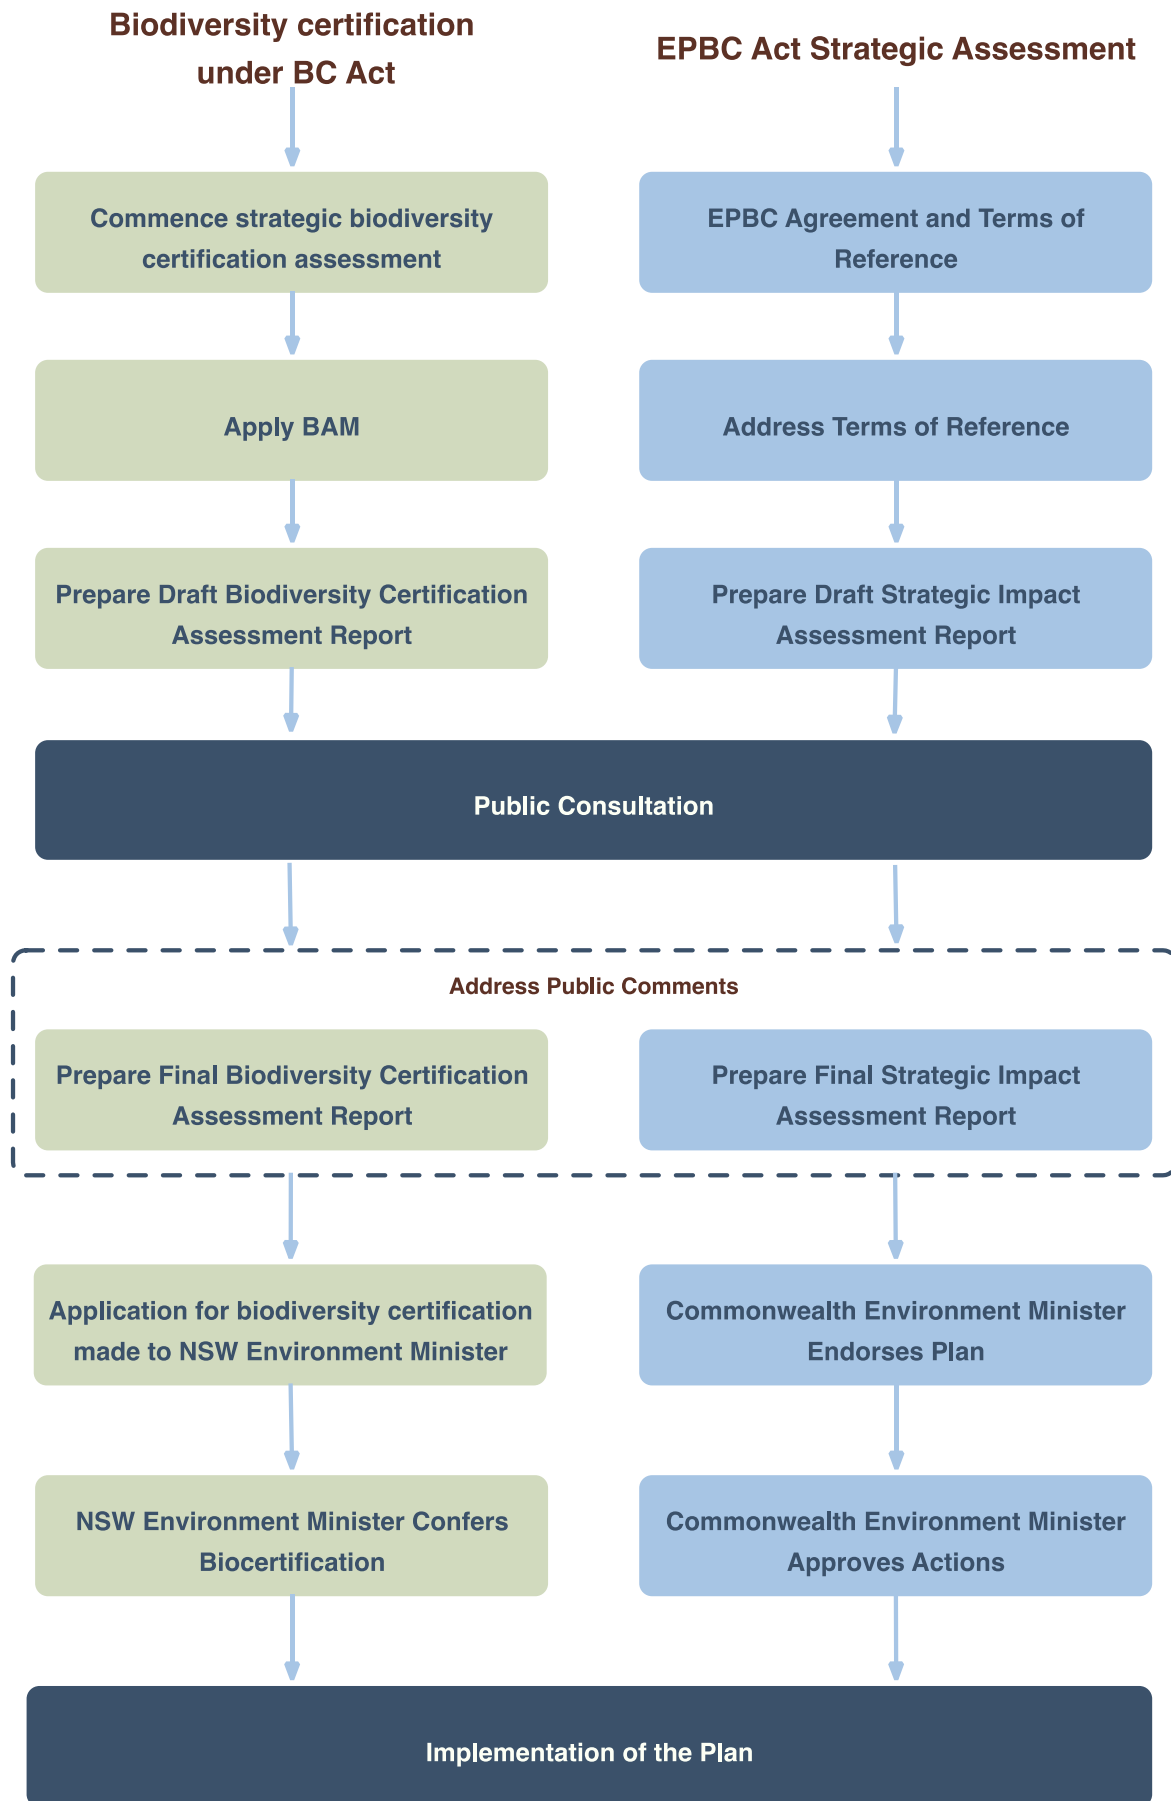 Biodiversity certification
under BC Act
EPBC Act Strategic Assessment
Commence strategic biodiversity
certification assessment
EPBC Agreement and Terms of
Reference
Apply BAM
Address Terms of Reference
Prepare Draft Biodiversity Certification
Assessment Report
Prepare Draft Strategic Impact
Assessment Report
Public Consultation
Address Public Comments
Prepare Final Biodiversity Certification
Assessment Report
Prepare Final Strategic Impact
Assessment Report
Application for biodiversity certification
made to NSW Environment Minister
Commonwealth Environment Minister
Endorses Plan
NSW Environment Minister Confers
Biocertification
Commonwealth Environment Minister
Approves Actions
Implementation of the Plan